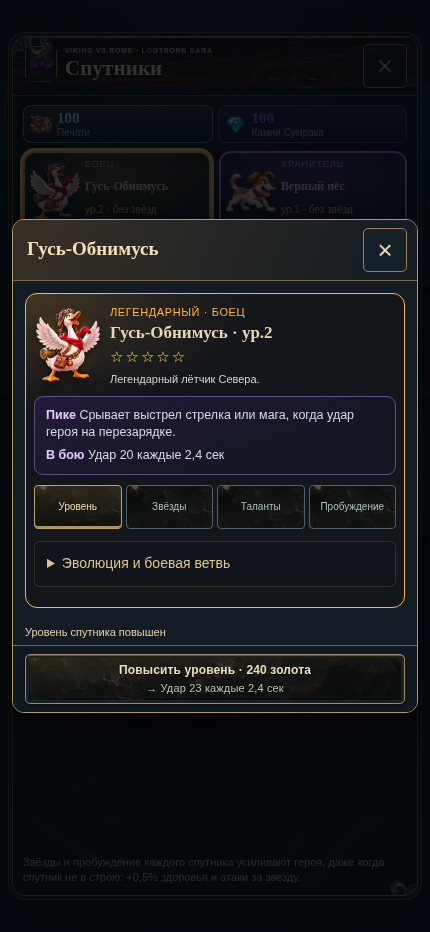 VIKING VS ROME · LOOTBORN SAGA
Спутники
100
Печати
100
Камни Сумрака
БОЕЦ
Гусь-Обнимусь
ур.2 · без звёзд
ХРАНИТЕЛЬ
Верный пёс
ур.1 · без звёзд
Гусь-Обнимусь
ЛЕГЕНДАРНЫЙ · БОЕЦ
Гусь-Обнимусь · ур.2
☆☆☆☆☆
Легендарный лётчик Севера.
Пике Срывает выстрел стрелка или мага, когда удар
героя на перезарядке.
В бою Удар 20 каждые 2,4 сек
Уровень
Звёзды
Таланты
Пробуждение
Эволюция и боевая ветвь
Уровень спутника повышен
Повысить уровень · 240 золота
→ Удар 23 каждые 2,4 сек
Звёзды и пробуждение каждого спутника усиливают героя, даже когда
спутник не в строю: +0,5% здоровья и атаки за звезду.